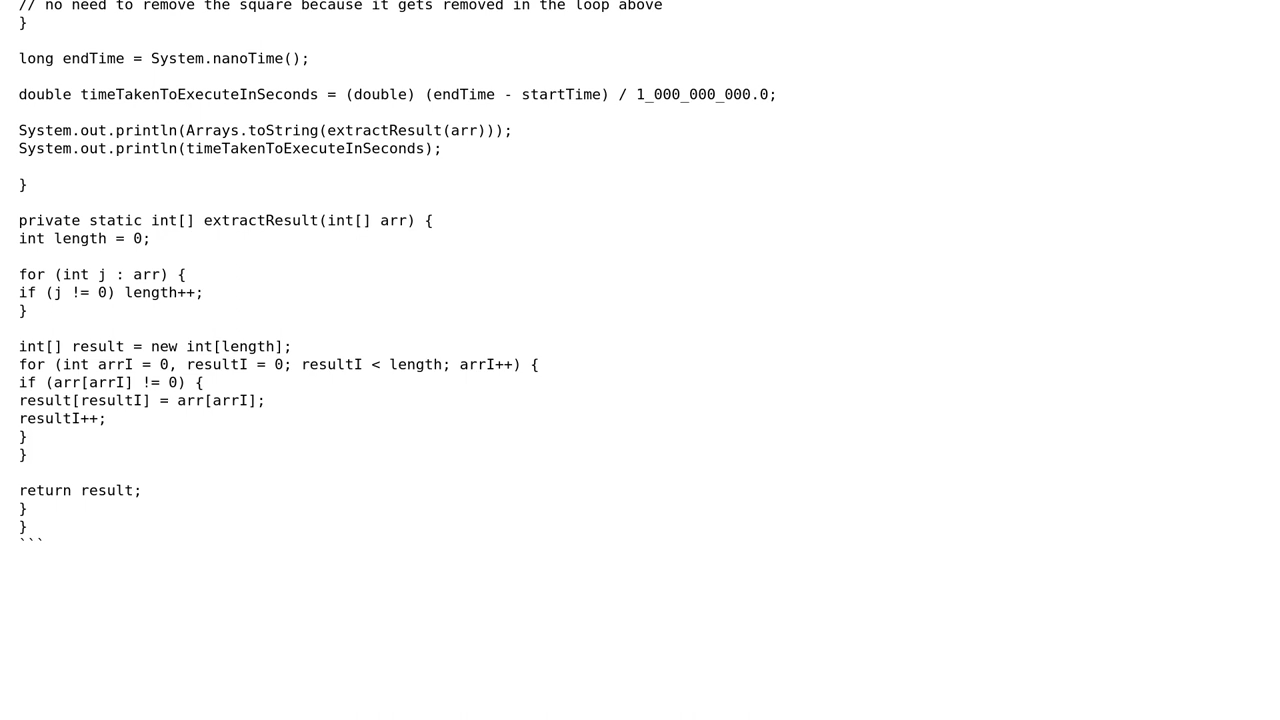 // no need to remove the square because it gets removed in the loop above
}
long endTime = System.nanoTime();
double timeTakenToExecuteInSeconds = (double) (endTime - startTime) / 1_000_000_000.0;
System.out.println(Arrays.toString(extractResult(arr)));
System.out.println(timeTakenToExecuteInSeconds);
}
private static int[] extractResult(int[] arr) {
int length = 0;
for (int j : arr) {
if (j != 0) length++;
}
int[] result = new int[length];
for (int arrI = 0, resultI = 0; resultI < length; arrI++) {
if (arr[arrI] != 0) {
result[resultI] = arr[arrI];
resultI++;
}
}
return result;
}
}
```